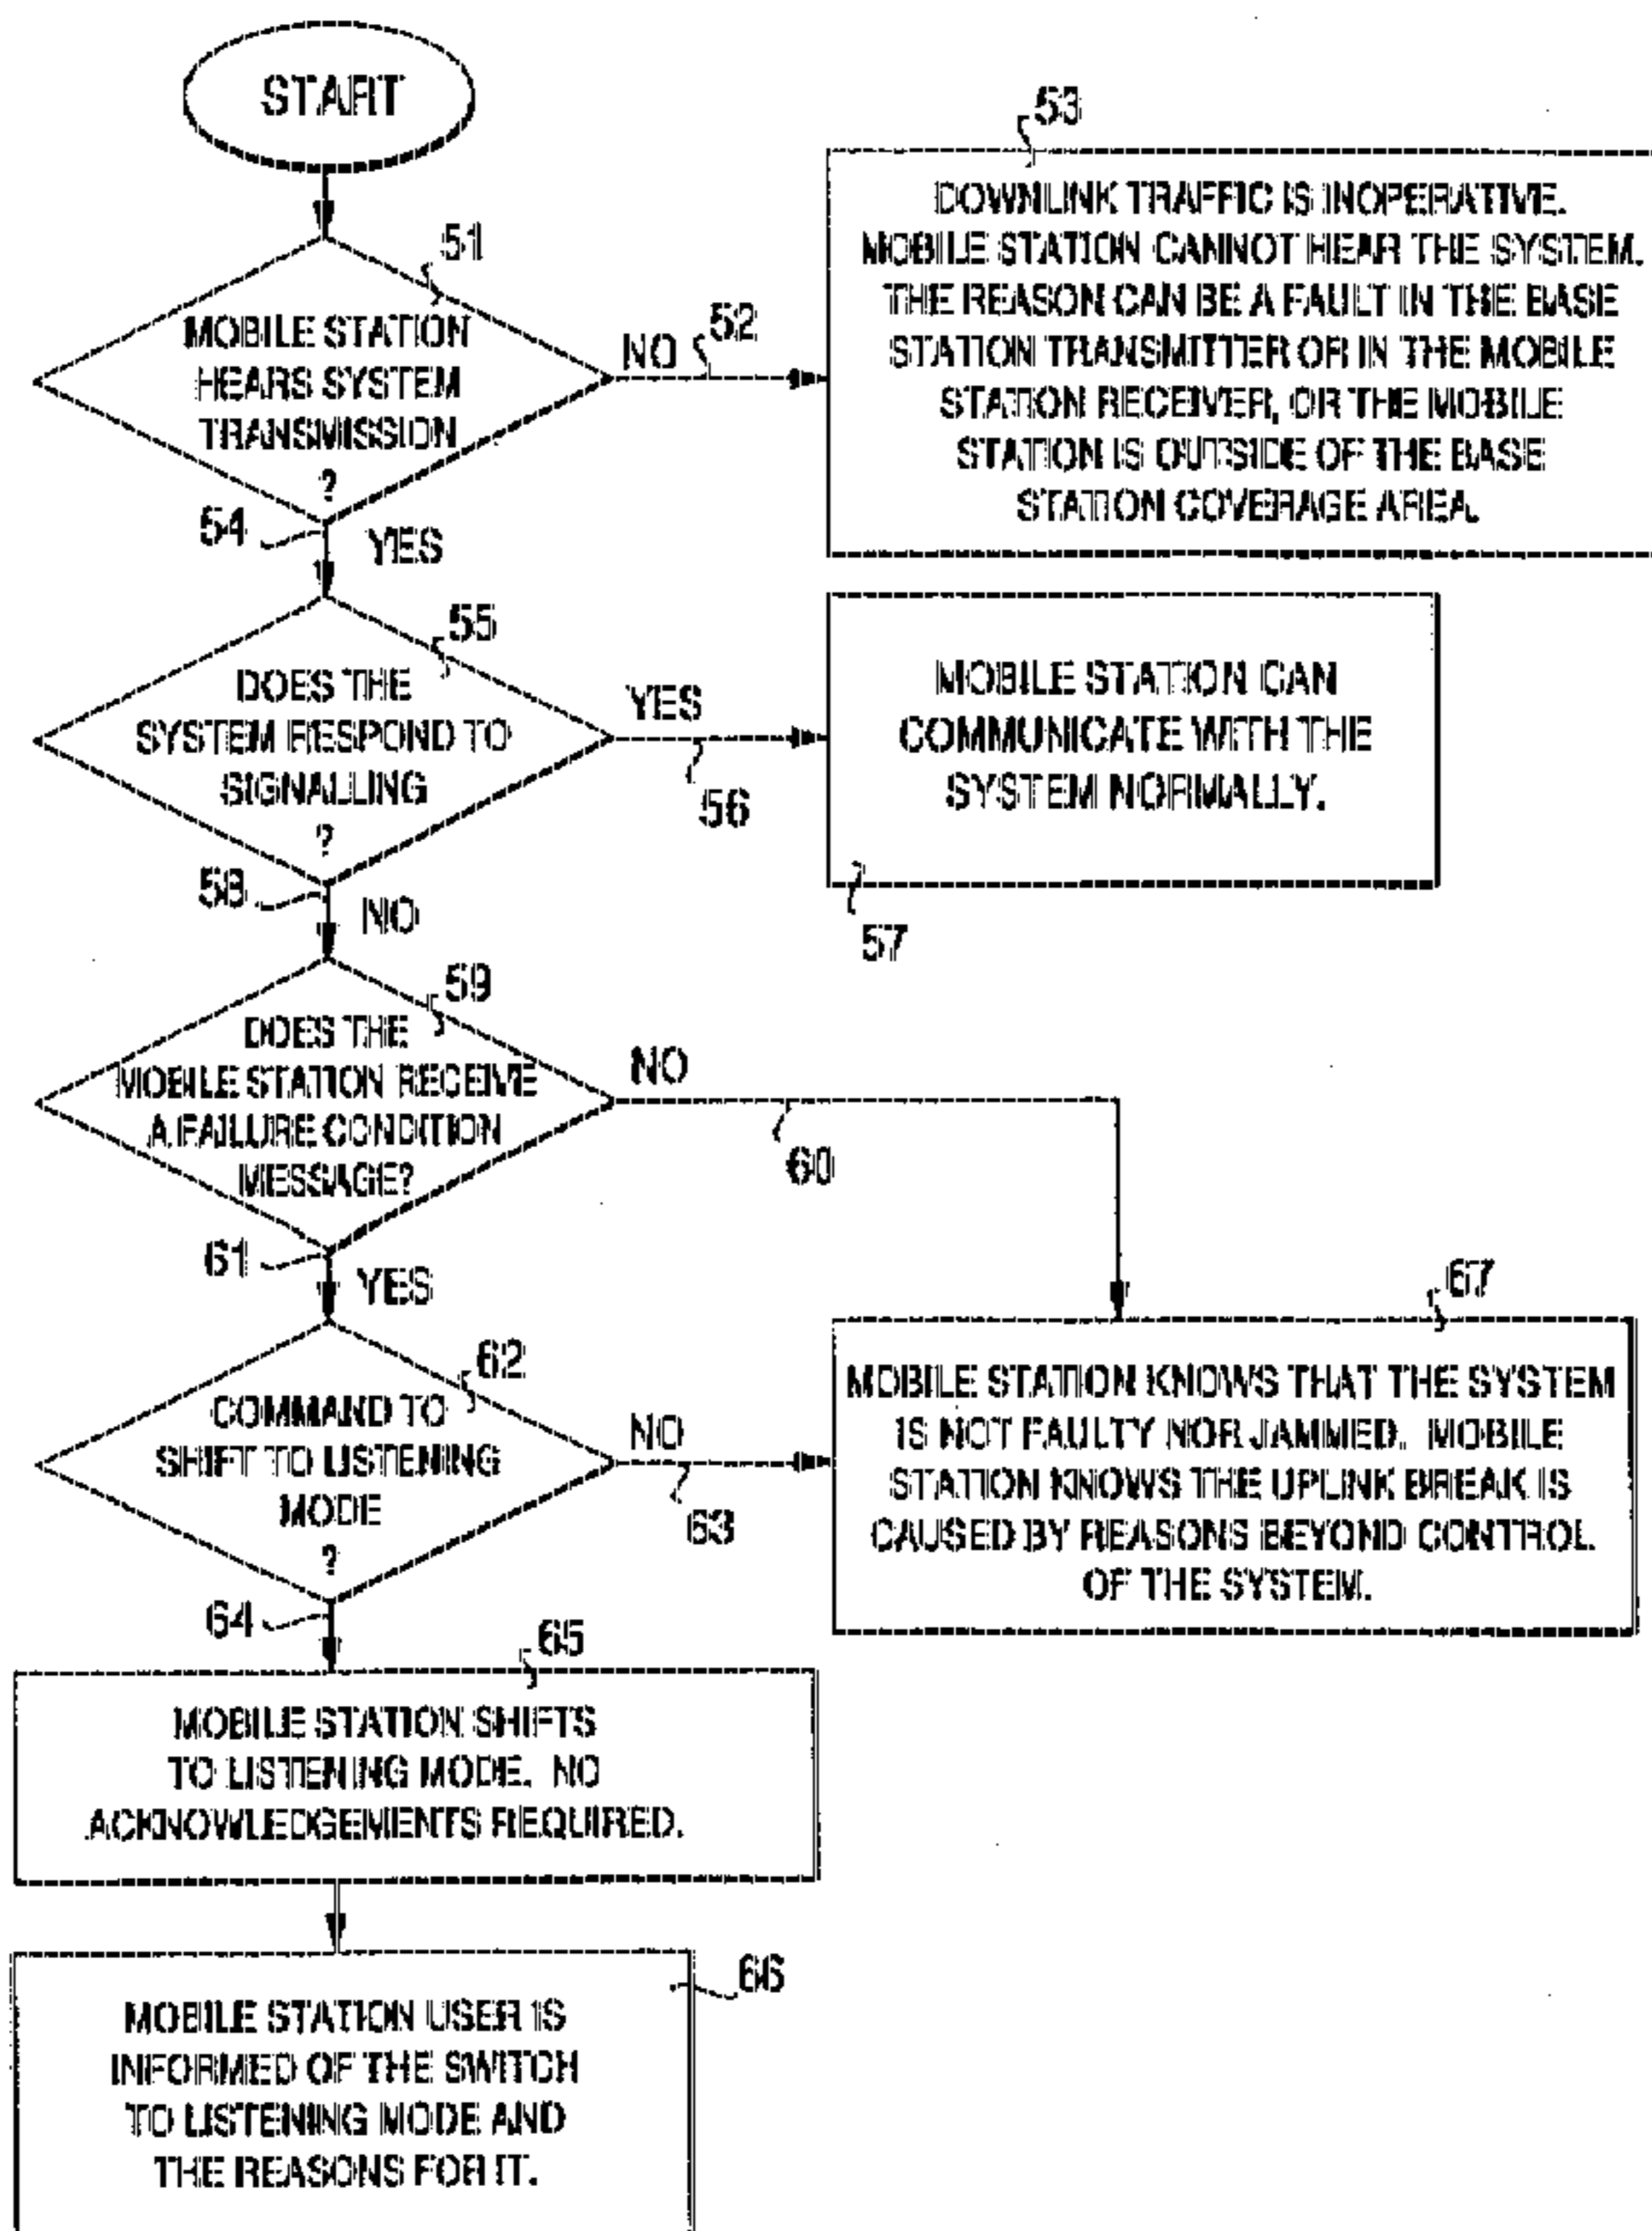 START
51
MOBILE STATION
HEARS SYSTEM
TRANSMISSION
?
NO
52
53
DOWNLINK TRAFFIC IS INOPERATIVE.
MOBILE STATION CANNOT HEAR THE SYSTEM.
THE REASON CAN BE A FAULT IN THE BASE
STATION TRANSMITTER OR IN THE MOBILE
STATION RECEIVER, OR THE MOBILE
STATION IS OUTSIDE OF THE BASE
STATION COVERAGE AREA.
54
YES
55
DOES THE
SYSTEM RESPOND TO
SIGNALLING
?
YES
56
MOBILE STATION CAN
COMMUNICATE WITH THE
SYSTEM NORMALLY.
57
58
NO
59
DOES THE
MOBILE STATION RECEIVE
A FAILURE CONDITION
MESSAGE?
NO
60
61
YES
62
COMMAND TO
SHIFT TO LISTENING
MODE
?
NO
63
67
MOBILE STATION KNOWS THAT THE SYSTEM
IS NOT FAULTY NOR JAMMED. MOBILE
STATION KNOWS THE UPLINK BREAK IS
CAUSED BY REASONS BEYOND CONTROL
OF THE SYSTEM.
64
65
MOBILE STATION SHIFTS
TO LISTENING MODE. NO
ACKNOWLEDGEMENTS REQUIRED.
66
MOBILE STATION USER IS
INFORMED OF THE SWITCH
TO LISTENING MODE AND
THE REASONS FOR IT.